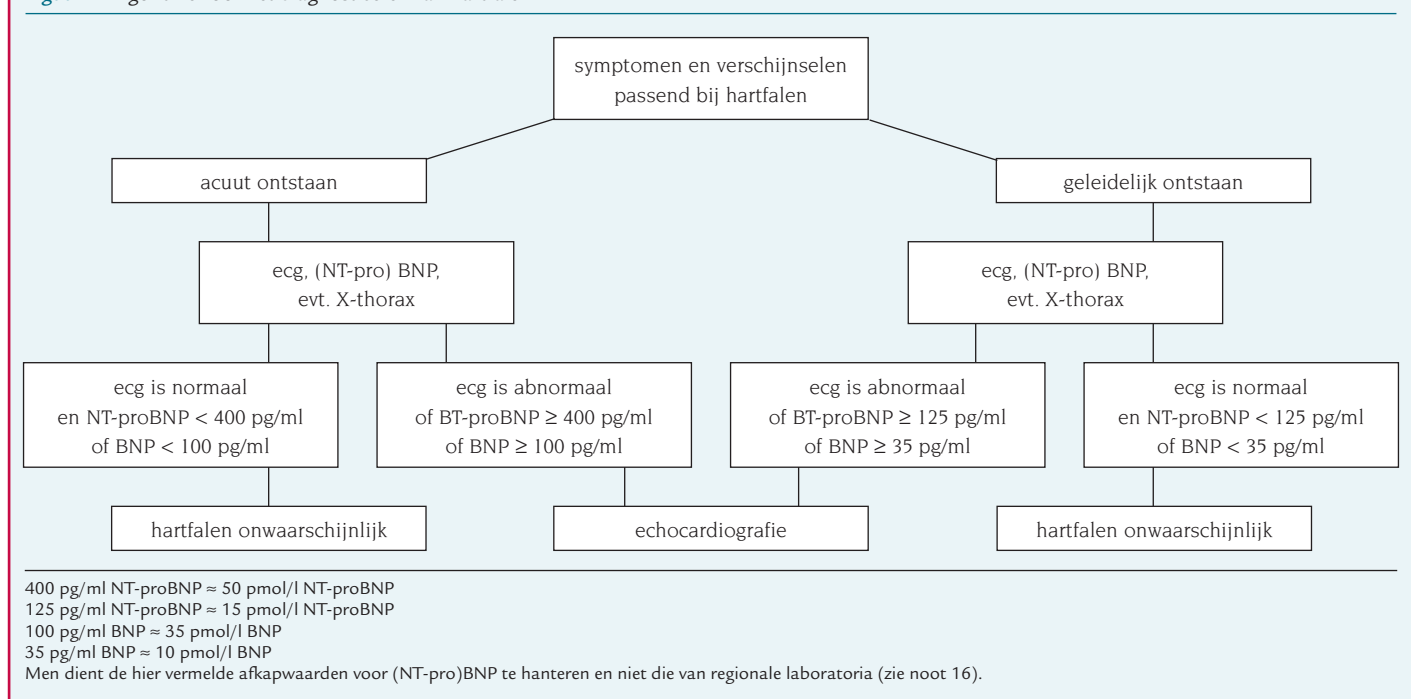 symptomen en verschijnselen
passend bij hartfalen
acuut ontstaan
geleidelijk ontstaan
ecg, (NT-pro) BNP,
evt. X-thorax
ecg, (NT-pro) BNP,
evt. X-thorax
ecg is normaal
en NT-proBNP < 400 pg/ml
of BNP < 100 pg/ml
ecg is abnormaal
of BT-proBNP ≥ 400 pg/ml
of BNP ≥ 100 pg/ml
ecg is abnormaal
of BT-proBNP ≥ 125 pg/ml
of BNP ≥ 35 pg/ml
ecg is normaal
en NT-proBNP < 125 pg/ml
of BNP < 35 pg/ml
hartfalen onwaarschijnlijk
echocardiografie
hartfalen onwaarschijnlijk
400 pg/ml NT-proBNP ≈ 50 pmol/l NT-proBNP
125 pg/ml NT-proBNP ≈ 15 pmol/l NT-proBNP
100 pg/ml BNP ≈ 35 pmol/l BNP
35 pg/ml BNP ≈ 10 pmol/l BNP
Men dient de hier vermelde afkapwaarden voor (NT-pro)BNP te hanteren en niet die van regionale laboratoria (zie noot 16).